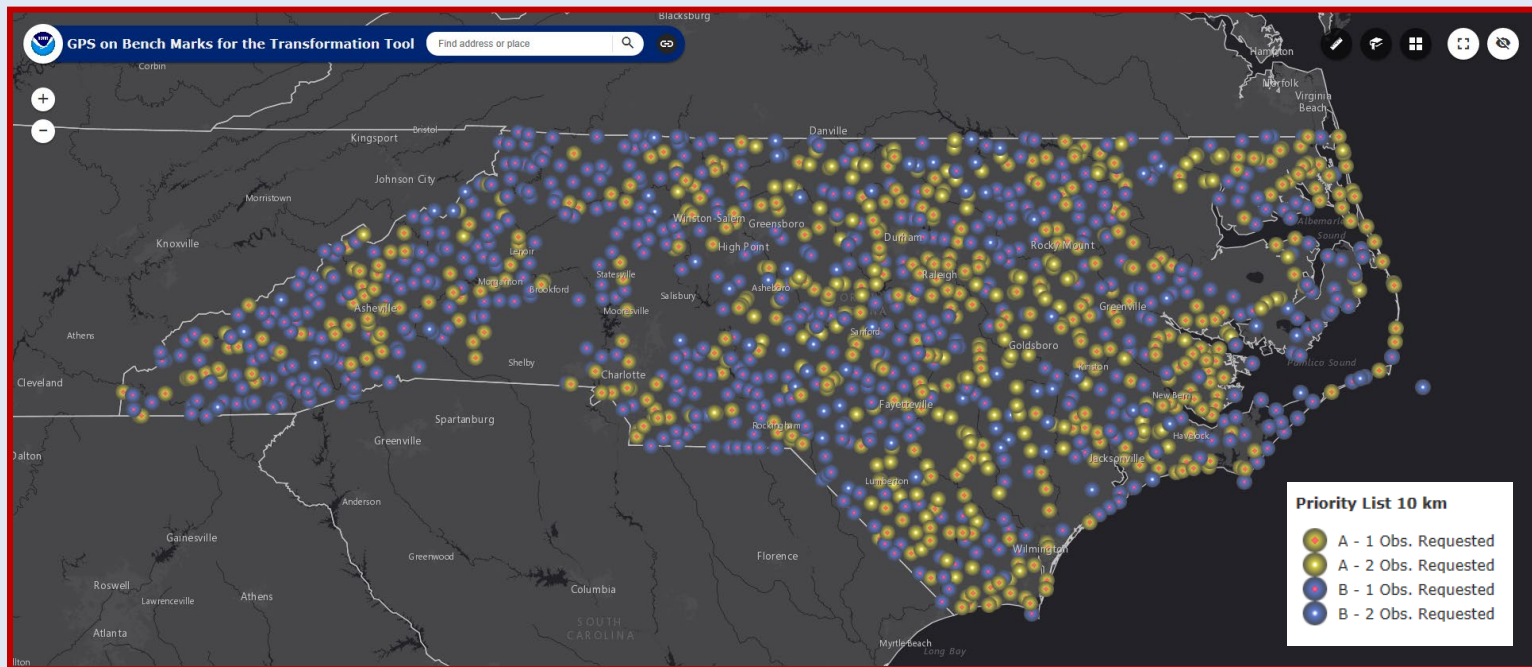 Blacksburg
GPS on Bench Marks for the Transformation Tool
Find address or place
Hampton
Corbin
Norfolk
Virginia
Beach
+
−
Bristol
Kingsport
Danville
Johnson City
Morristown
Winston-Salem
Greensboro
Albemarle
Sound
Knoxville
Durham
High Point
Rocky Mount
Lenoir
Statesville
Raleigh
Morganton
Brookford
Asheboro
Salisbury
Asheville
Mooresville
Greenville
Athens
Sanford
Goldsboro
Shelby
Pamlico Sound
Kinston
Charlotte
Cleveland
New Bern
Fayetteville
Spartanburg
Rockingham
Greenville
Havelock
Dalton
Jacksonville
Lumberton
Anderson
Priority List 10 km
Gainesville
A - 1 Obs. Requested
Wilmington
Greenwood
Florence
A - 2 Obs. Requested
Roswell
Columbia
B - 1 Obs. Requested
Lawrenceville
Athens
B - 2 Obs. Requested
SOUTH
CAROLINA
Atlanta
Myrtle Beach
Long Bay